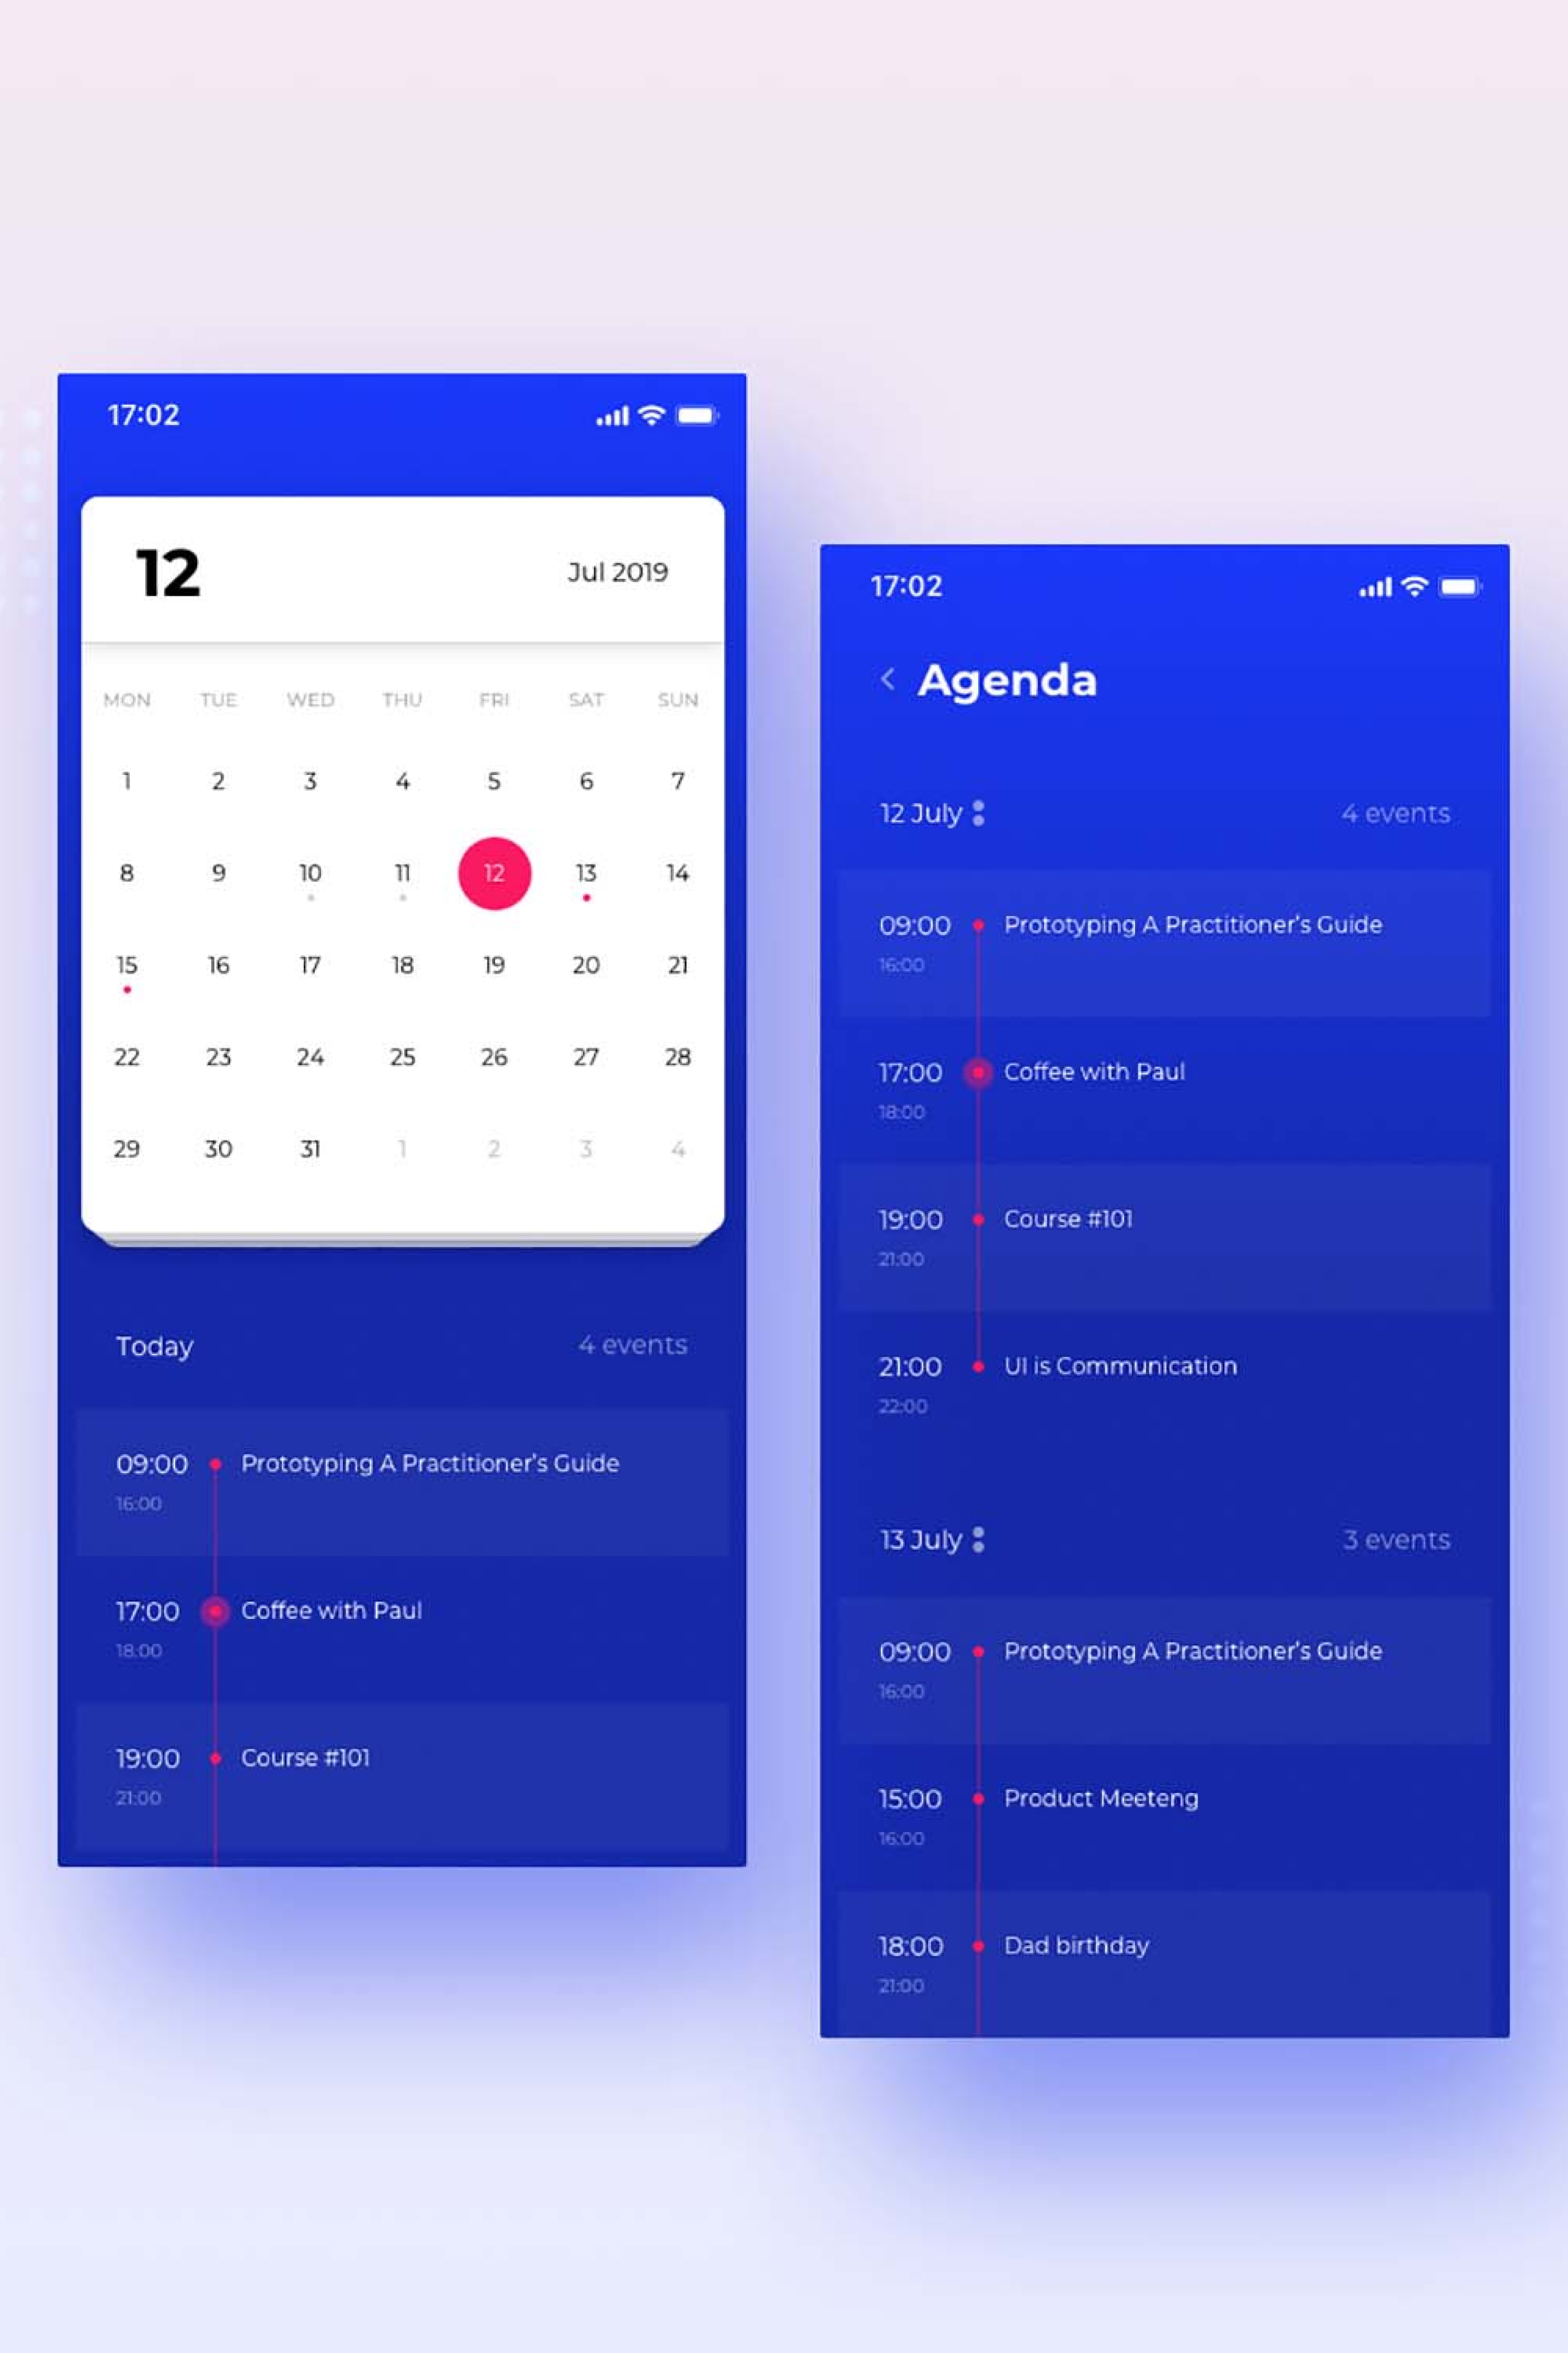 17:02
12
Jul 2019
MON TUE WED THU FRI SAT SUN
1 2 3 4 5 6 7
8 9 10 11 12 13 14
15 16 17 18 19 20 21
22 23 24 25 26 27 28
29 30 31 1 2 3 4
Today 4 events
09:00 Prototyping A Practitioner's Guide
16:00
17:00 Coffee with Paul
18:00
19:00 Course #101
21:00
17:02
Agenda
12 July 4 events
09:00 Prototyping A Practitioner's Guide
16:00
17:00 Coffee with Paul
18:00
19:00 Course #101
21:00
21:00 UI is Communication
22:00
13 July 3 events
09:00 Prototyping A Practitioner's Guide
16:00
15:00 Product Meeteng
16:00
18:00 Dad birthday
21:00